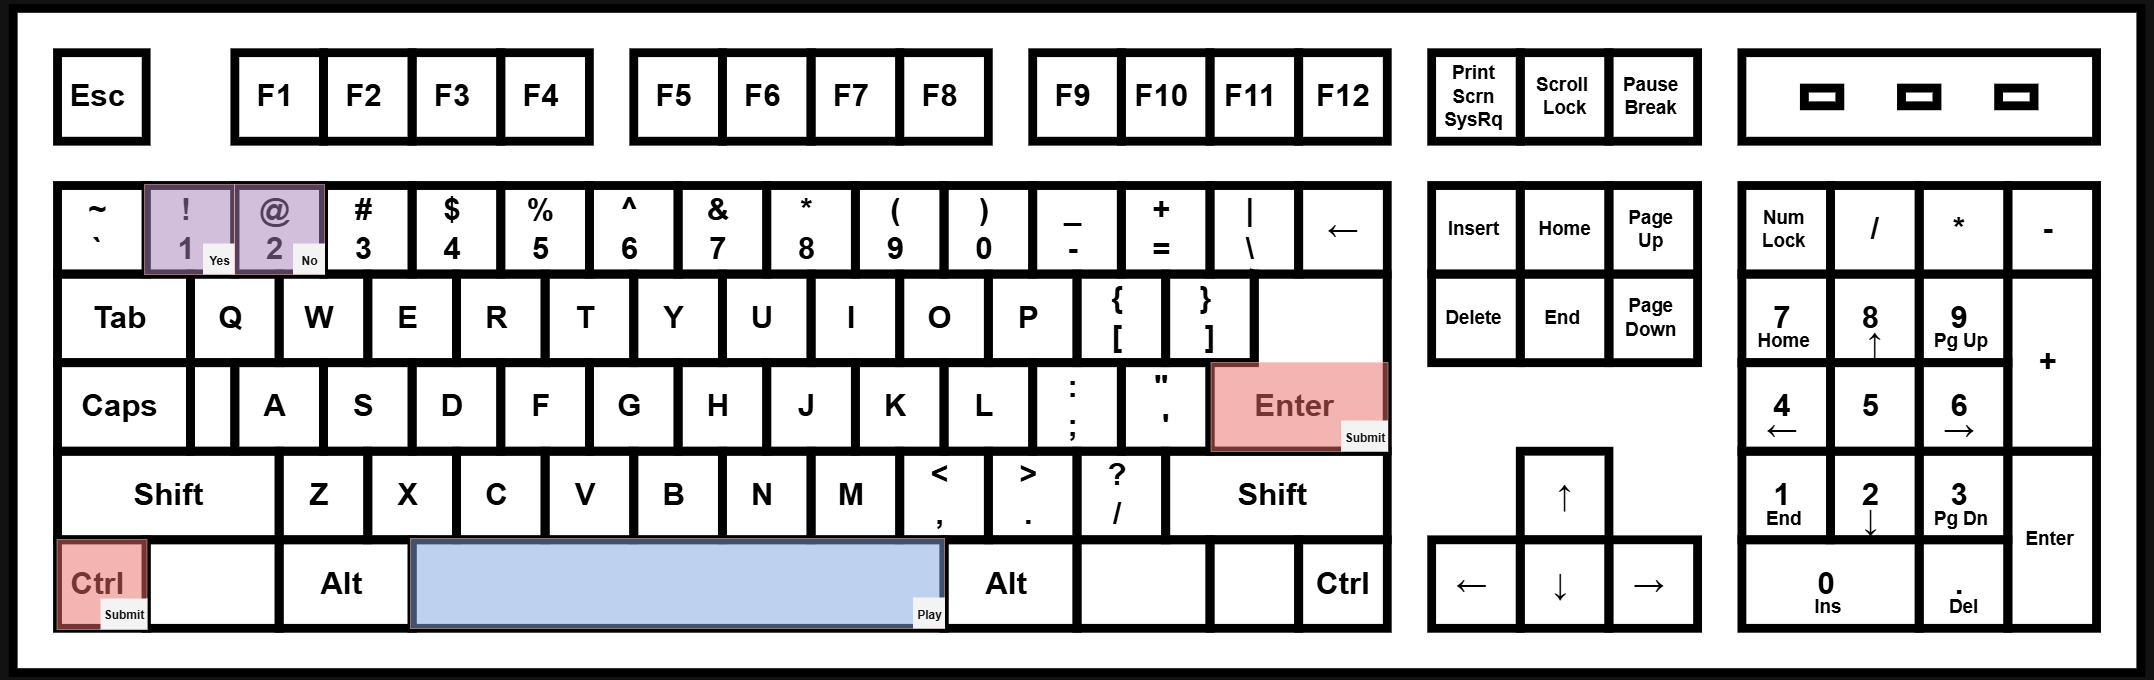 Esc F1 F2 F3 F4 F5 F6 F7 F8 F9 F10 F11 F12
Print
Scrn
SysRq
Scroll
Lock
Pause
Break
~ ! @ # $ % ^ & * ( ) _ + |
` 1 2 3 4 5 6 7 8 9 0 - = \ ←
Yes No
Insert Home
Page
Up
Num
Lock
/ * -
Tab Q W E R T Y U I O P
{ }
[ ]
Delete End
Page
Down
7 8 9
Home ↑ Pg Up
+
Caps A S D F G H J K L
: "
; '
Enter
Submit
4 5 6
← →
Shift Z X C V B N M
< > ?
, . /
Shift
↑
1 2 3
End ↓ Pg Dn
Enter
Ctrl
Submit
Alt
Play
Alt Ctrl
← ↓ →
0 .
Ins Del